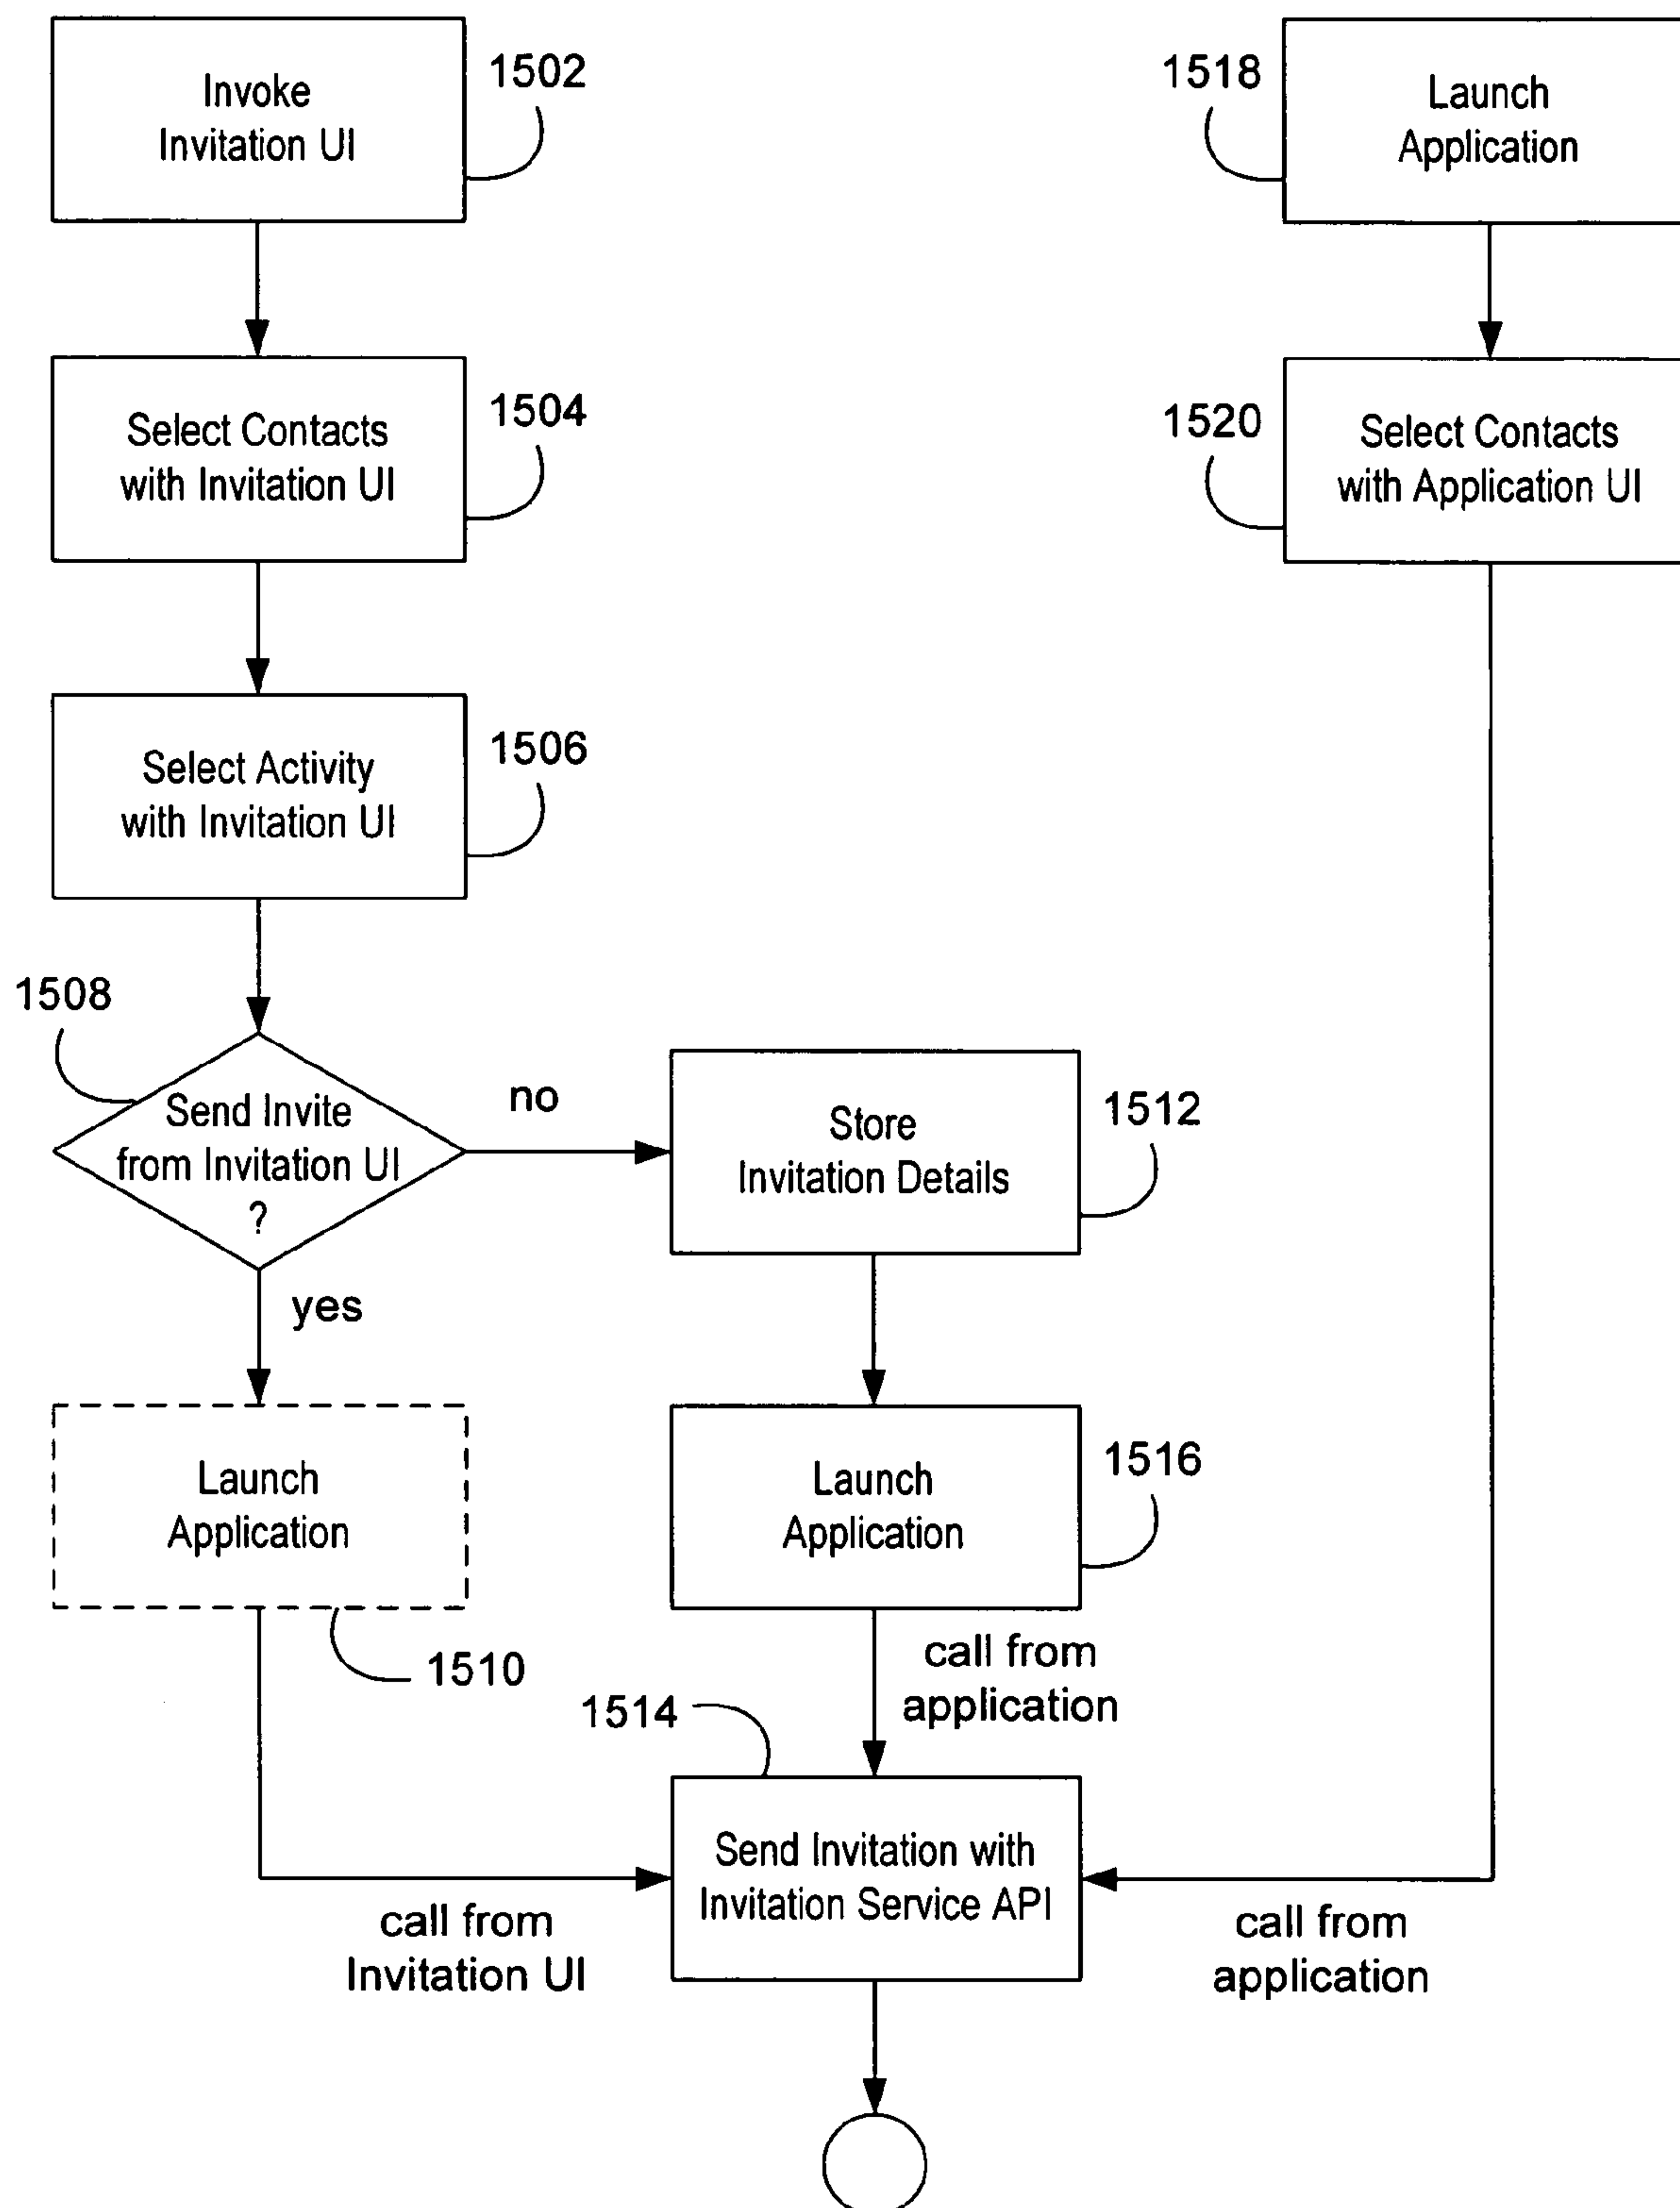 Invoke
Invitation UI
1502
1518
Launch
Application
Select Contacts
with Invitation UI
1504
1520
Select Contacts
with Application UI
Select Activity
with Invitation UI
1506
1508
Send Invite
from Invitation UI
?
no
yes
Store
Invitation Details
1512
Launch
Application
1510
Launch
Application
1516
call from
application
1514
Send Invitation with
Invitation Service API
call from
Invitation UI
call from
application